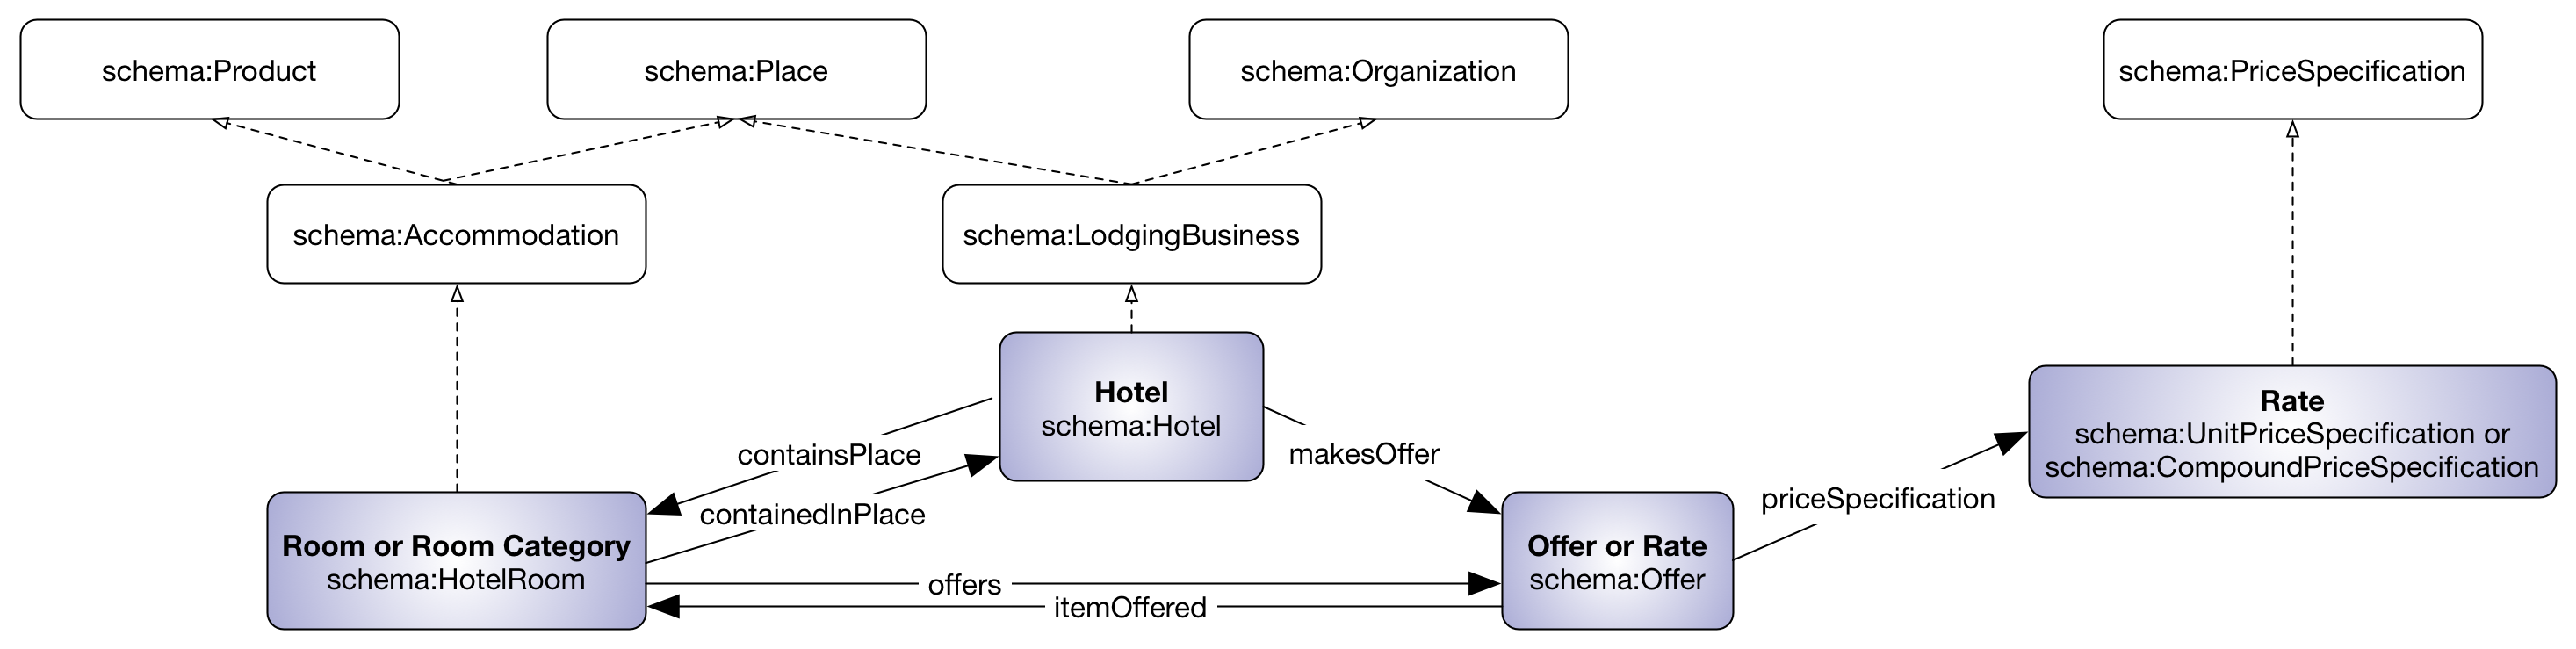 schema:Product
schema:Place
schema:Organization
schema:PriceSpecification
schema:Accommodation
schema:LodgingBusiness
Hotel
schema:Hotel
Rate
schema:UnitPriceSpecification or
schema:CompoundPriceSpecification
containsPlace
makesOffer
priceSpecification
containedInPlace
Room or Room Category
schema:HotelRoom
Offer or Rate
schema:Offer
offers
itemOffered